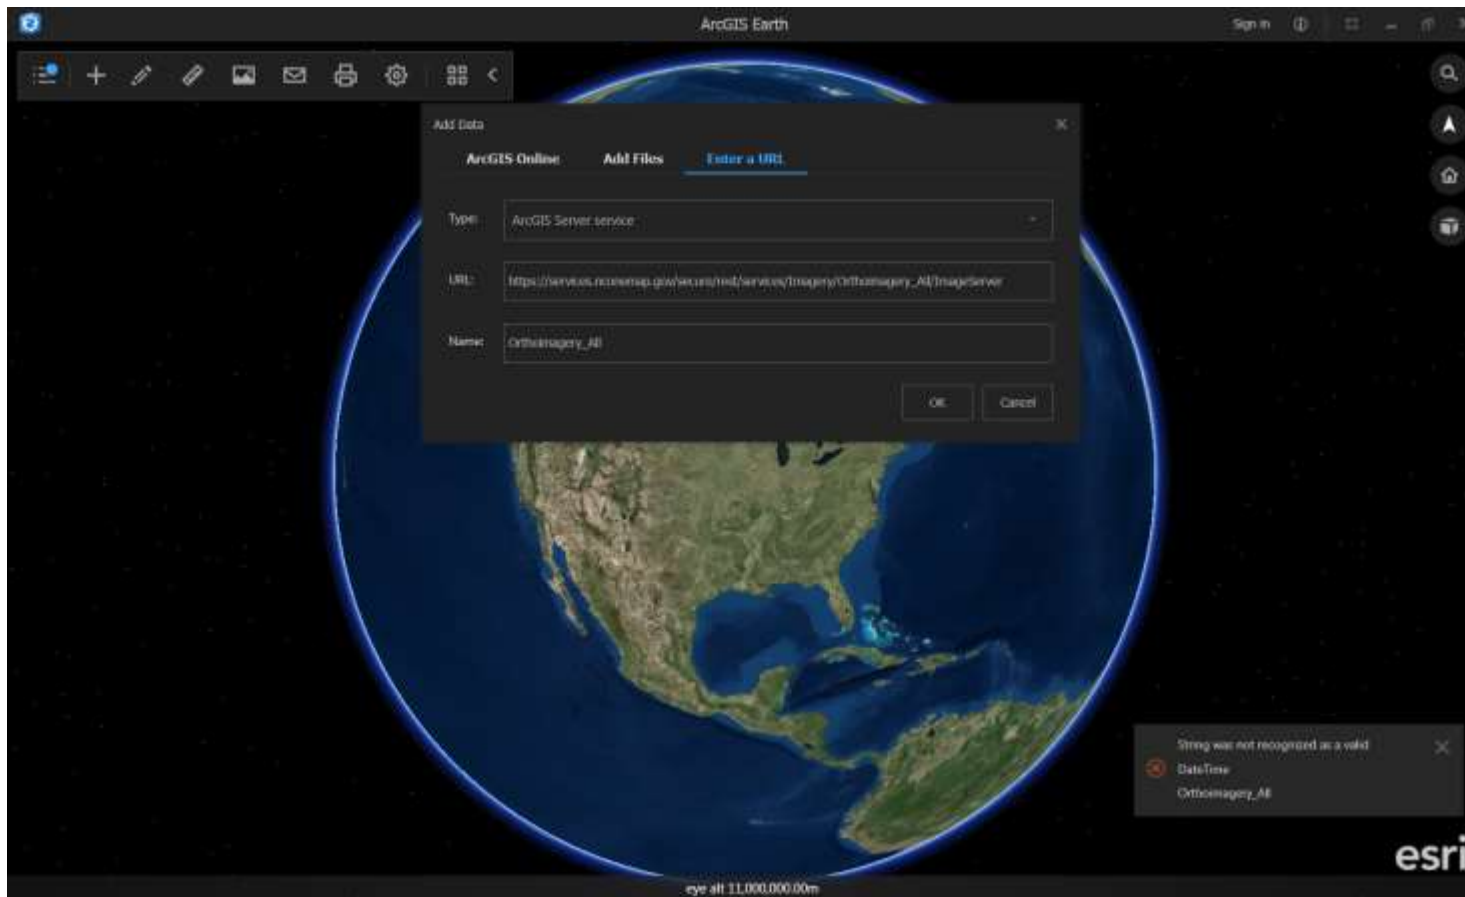 ArcGIS Earth
Sign In
Add Data
ArcGIS Online
Add Files
Enter a URL
Type:
ArcGIS Server service
URL:
https://services.nconemap.gov/secure/rest/services/Imagery/Orthoimagery_All/ImageServer
Name:
Orthoimagery_All
OK
Cancel
String was not recognized as a valid
DateTime
Orthoimagery_All
esri
eye alt 11,000,000.00m